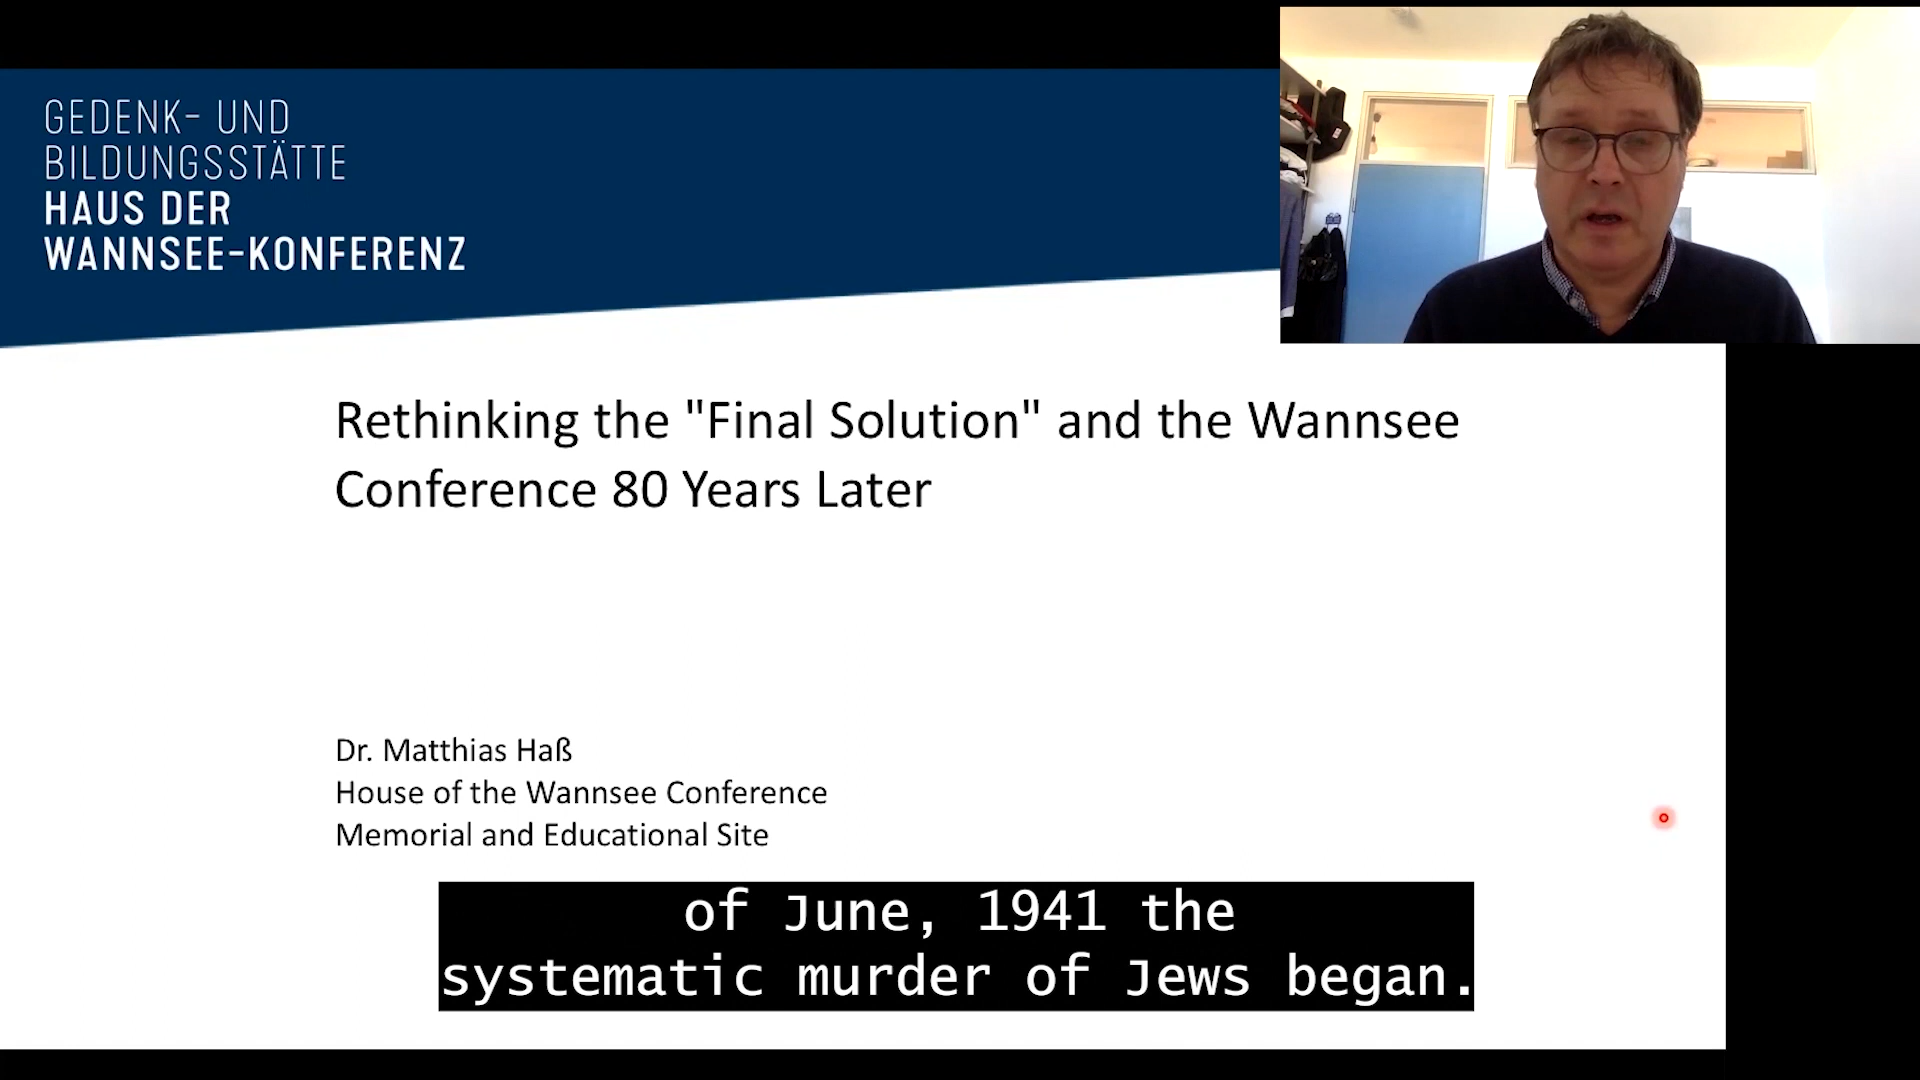 GEDENK- UND
BILDUNGSSTÄTTE
HAUS DER
WANNSEE-KONFERENZ
Rethinking the "Final Solution" and the Wannsee
Conference 80 Years Later
Dr. Matthias Haß
House of the Wannsee Conference
Memorial and Educational Site
of June, 1941 the
systematic murder of Jews began.